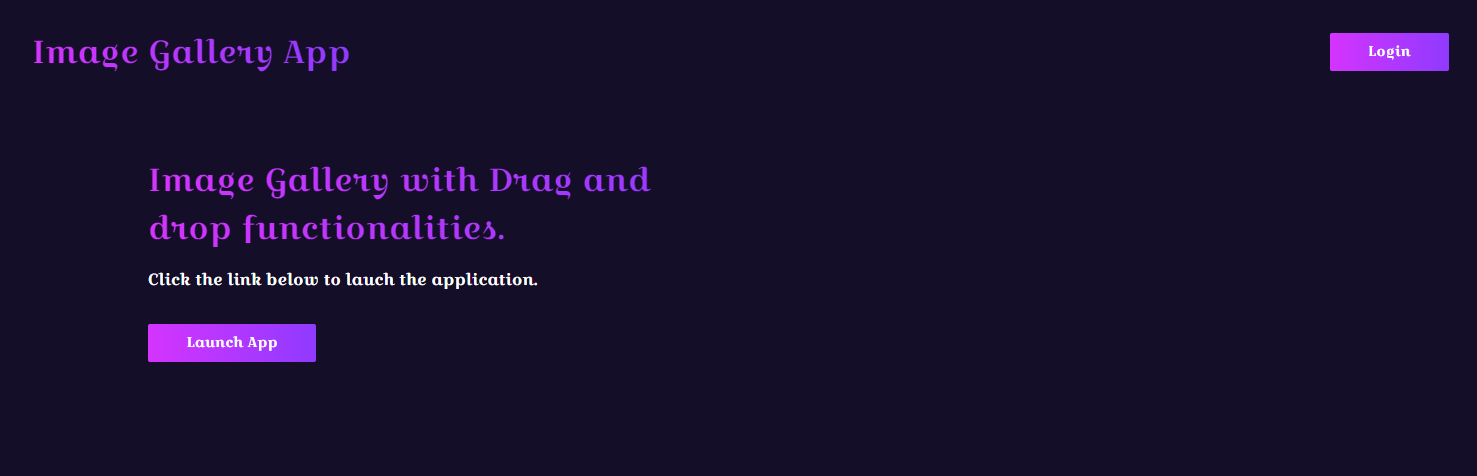 Image Gallery App
Login
Image Gallery with Drag and
drop functionalities.
Click the link below to lauch the application.
Launch App